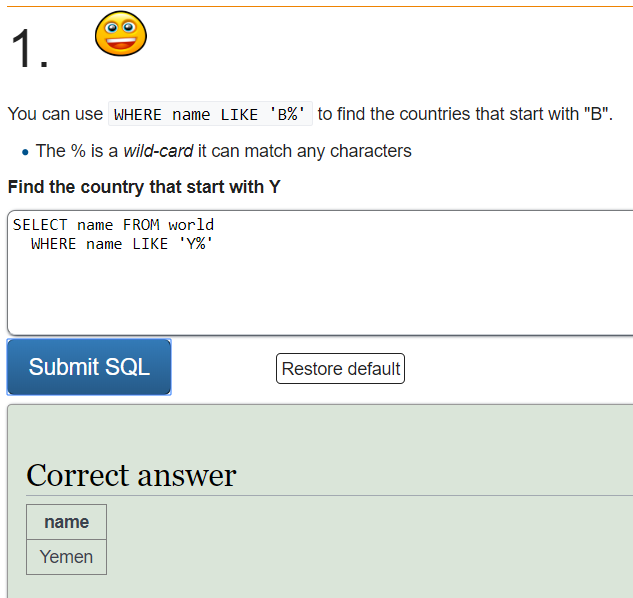 1.
You can use WHERE name LIKE 'B%' to find the countries that start with "B".
• The % is a wild-card it can match any characters
Find the country that start with Y
SELECT name FROM world
WHERE name LIKE 'Y%'
Submit SQL
Restore default
Correct answer
name
Yemen